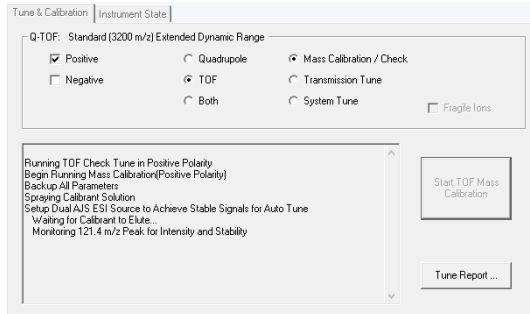 Tune & Calibration Instrument State
Q-TOF: Standard (3200 m/z) Extended Dynamic Range
Positive Quadrupole Mass Calibration / Check
Negative TOF Transmission Tune
Both System Tune Fragile Ions
Running TOF Check Tune in Positive Polarity
Begin Running Mass Calibration(Positive Polarity)
Backup All Parameters
Spraying Calibrant Solution
Setup Dual AJS ESI Source to Achieve Stable Signals for Auto Tune
Waiting for Calibrant to Elute...
Monitoring 121.4 m/z Peak for Intensity and Stability
Start TOF Mass
Calibration
Tune Report ...